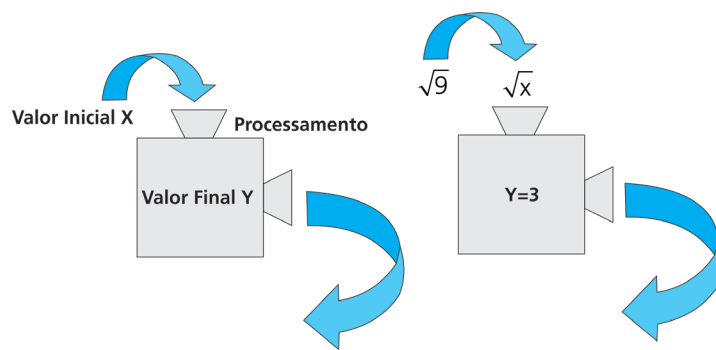 Valor Inicial X
Processamento
Valor Final Y
√9
√x
Y=3